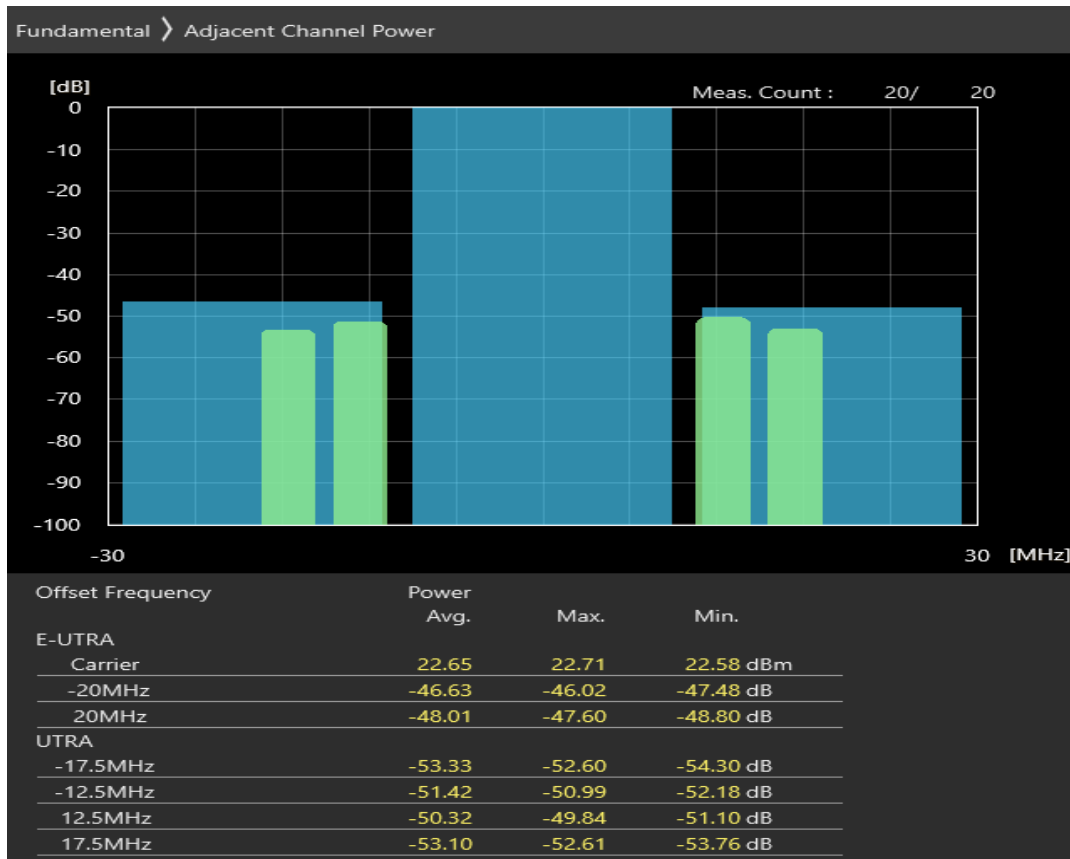 Fundamental ❯ Adjacent Channel Power
[dB]
Meas. Count : 20/ 20
0
-10
-20
-30
-40
-50
-60
-70
-80
-90
-100
-30 30 [MHz]
Offset Frequency Power
Avg. Max. Min.
E-UTRA
Carrier 22.65 22.71 22.58 dBm
-20MHz -46.63 -46.02 -47.48 dB
20MHz -48.01 -47.60 -48.80 dB
UTRA
-17.5MHz -53.33 -52.60 -54.30 dB
-12.5MHz -51.42 -50.99 -52.18 dB
12.5MHz -50.32 -49.84 -51.10 dB
17.5MHz -53.10 -52.61 -53.76 dB